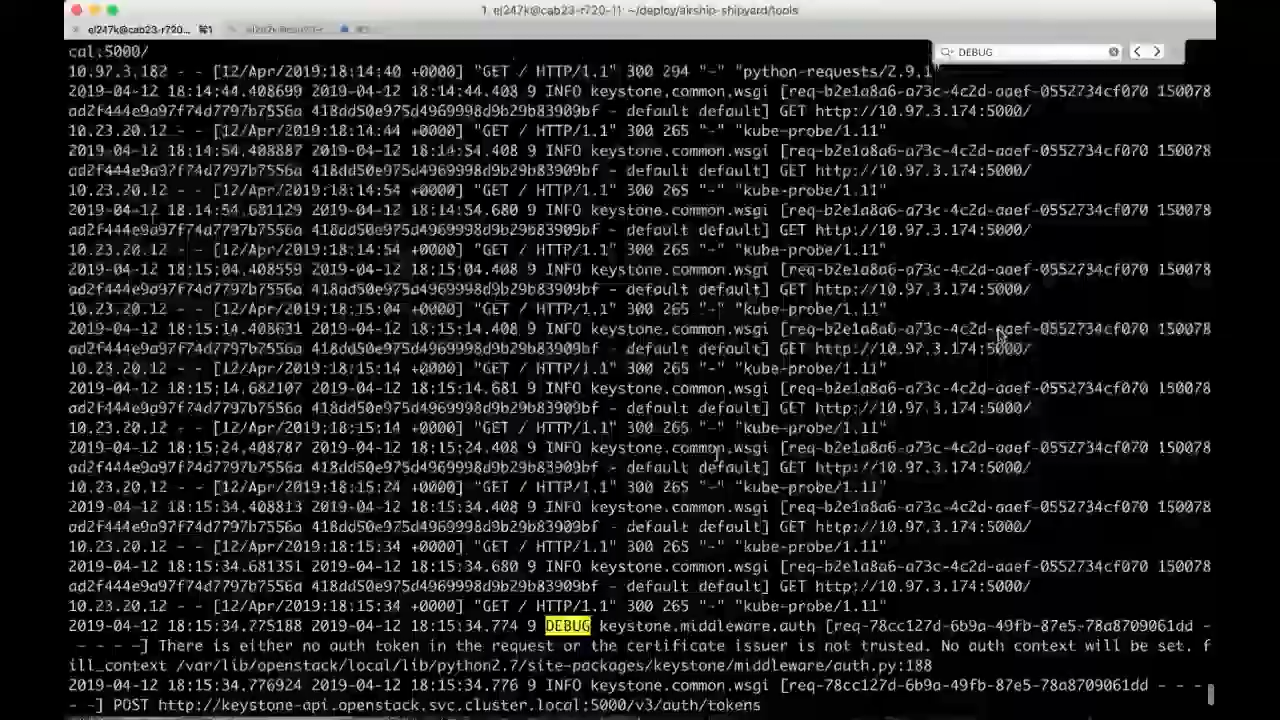 1 ej247k@cab23-r720-11 ~/deploy/airship-shipyard/tools
ej247k@cab23-r720-11: ~/depl... ⌘1
DEBUG
cal:5000/
10.97.3.182 - - [12/Apr/2019:18:14:40 +0000] "GET / HTTP/1.1" 300 294 "-" "python-requests/2.9.1"
2019-04-12 18:14:44.408699 2019-04-12 18:14:44.408 9 INFO keystone.common.wsgi [req-b2e1a8a6-a73c-4c2d-aaef-0552734cf070 150078
ad2f444e9a97f74d7797b7556a 418dd50e975d4969998d9b29b83909bf - default default] GET http://10.97.3.174:5000/
10.23.20.12 - - [12/Apr/2019:18:14:44 +0000] "GET / HTTP/1.1" 300 265 "-" "kube-probe/1.11"
2019-04-12 18:14:54.408887 2019-04-12 18:14:54.408 9 INFO keystone.common.wsgi [req-b2e1a8a6-a73c-4c2d-aaef-0552734cf070 150078
ad2f444e9a97f74d7797b7556a 418dd50e975d4969998d9b29b83909bf - default default] GET http://10.97.3.174:5000/
10.23.20.12 - - [12/Apr/2019:18:14:54 +0000] "GET / HTTP/1.1" 300 265 "-" "kube-probe/1.11"
2019-04-12 18:14:54.681129 2019-04-12 18:14:54.680 9 INFO keystone.common.wsgi [req-b2e1a8a6-a73c-4c2d-aaef-0552734cf070 150078
ad2f444e9a97f74d7797b7556a 418dd50e975d4969998d9b29b83909bf - default default] GET http://10.97.3.174:5000/
10.23.20.12 - - [12/Apr/2019:18:14:54 +0000] "GET / HTTP/1.1" 300 265 "-" "kube-probe/1.11"
2019-04-12 18:15:04.408559 2019-04-12 18:15:04.408 9 INFO keystone.common.wsgi [req-b2e1a8a6-a73c-4c2d-aaef-0552734cf070 150078
ad2f444e9a97f74d7797b7556a 418dd50e975d4969998d9b29b83909bf - default default] GET http://10.97.3.174:5000/
10.23.20.12 - - [12/Apr/2019:18:15:04 +0000] "GET / HTTP/1.1" 300 265 "-" "kube-probe/1.11"
2019-04-12 18:15:14.408631 2019-04-12 18:15:14.408 9 INFO keystone.common.wsgi [req-b2e1a8a6-a73c-4c2d-aaef-0552734cf070 150078
ad2f444e9a97f74d7797b7556a 418dd50e975d4969998d9b29b83909bf - default default] GET http://10.97.3.174:5000/
10.23.20.12 - - [12/Apr/2019:18:15:14 +0000] "GET / HTTP/1.1" 300 265 "-" "kube-probe/1.11"
2019-04-12 18:15:14.682107 2019-04-12 18:15:14.681 9 INFO keystone.common.wsgi [req-b2e1a8a6-a73c-4c2d-aaef-0552734cf070 150078
ad2f444e9a97f74d7797b7556a 418dd50e975d4969998d9b29b83909bf - default default] GET http://10.97.3.174:5000/
10.23.20.12 - - [12/Apr/2019:18:15:14 +0000] "GET / HTTP/1.1" 300 265 "-" "kube-probe/1.11"
2019-04-12 18:15:24.408787 2019-04-12 18:15:24.408 9 INFO keystone.common.wsgi [req-b2e1a8a6-a73c-4c2d-aaef-0552734cf070 150078
ad2f444e9a97f74d7797b7556a 418dd50e975d4969998d9b29b83909bf - default default] GET http://10.97.3.174:5000/
10.23.20.12 - - [12/Apr/2019:18:15:24 +0000] "GET / HTTP/1.1" 300 265 "-" "kube-probe/1.11"
2019-04-12 18:15:34.408813 2019-04-12 18:15:34.408 9 INFO keystone.common.wsgi [req-b2e1a8a6-a73c-4c2d-aaef-0552734cf070 150078
ad2f444e9a97f74d7797b7556a 418dd50e975d4969998d9b29b83909bf - default default] GET http://10.97.3.174:5000/
10.23.20.12 - - [12/Apr/2019:18:15:34 +0000] "GET / HTTP/1.1" 300 265 "-" "kube-probe/1.11"
2019-04-12 18:15:34.681351 2019-04-12 18:15:34.680 9 INFO keystone.common.wsgi [req-b2e1a8a6-a73c-4c2d-aaef-0552734cf070 150078
ad2f444e9a97f74d7797b7556a 418dd50e975d4969998d9b29b83909bf - default default] GET http://10.97.3.174:5000/
10.23.20.12 - - [12/Apr/2019:18:15:34 +0000] "GET / HTTP/1.1" 300 265 "-" "kube-probe/1.11"
2019-04-12 18:15:34.775188 2019-04-12 18:15:34.774 9 DEBUG keystone.middleware.auth [req-78cc127d-6b9a-49fb-87e5-78a8709061dd -
- - - -] There is either no auth token in the request or the certificate issuer is not trusted. No auth context will be set. f
ill_context /var/lib/openstack/local/lib/python2.7/site-packages/keystone/middleware/auth.py:188
2019-04-12 18:15:34.776924 2019-04-12 18:15:34.776 9 INFO keystone.common.wsgi [req-78cc127d-6b9a-49fb-87e5-78a8709061dd - - -
- -] POST http://keystone-api.openstack.svc.cluster.local:5000/v3/auth/tokens